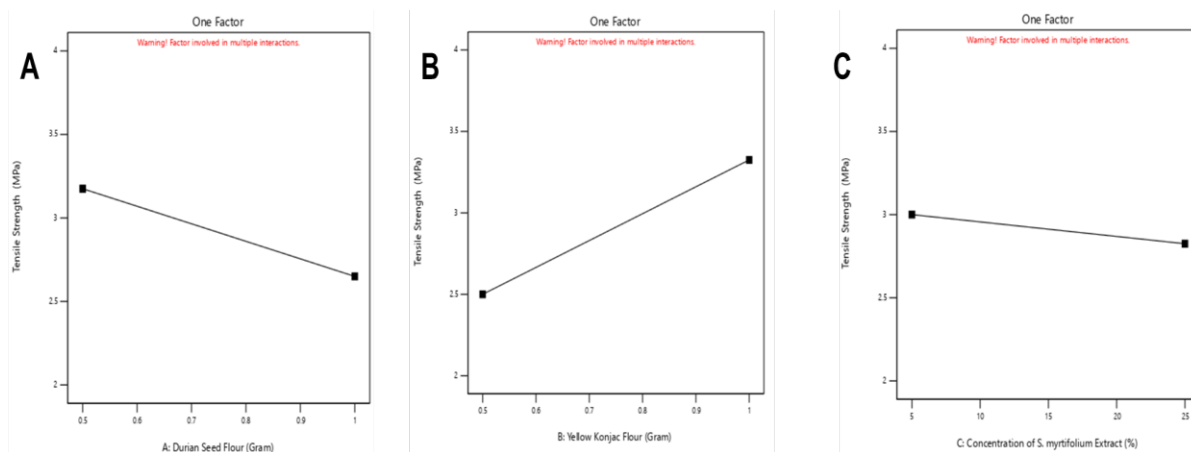 A
One Factor
Warning! Factor involved in multiple interactions.
Tensile Strength (MPa)
4
3.5
3
2.5
2
0.5 0.6 0.7 0.8 0.9 1
A: Durian Seed Flour (Gram)
B
One Factor
Warning! Factor involved in multiple interactions.
Tensile Strength (MPa)
4
3.5
3
2.5
2
0.5 0.6 0.7 0.8 0.9 1
B: Yellow Konjac Flour (Gram)
C
One Factor
Warning! Factor involved in multiple interactions.
Tensile Strength (MPa)
4
3.5
3
2.5
2
5 10 15 20 25
C: Concentration of S. myrtifolium Extract (%)